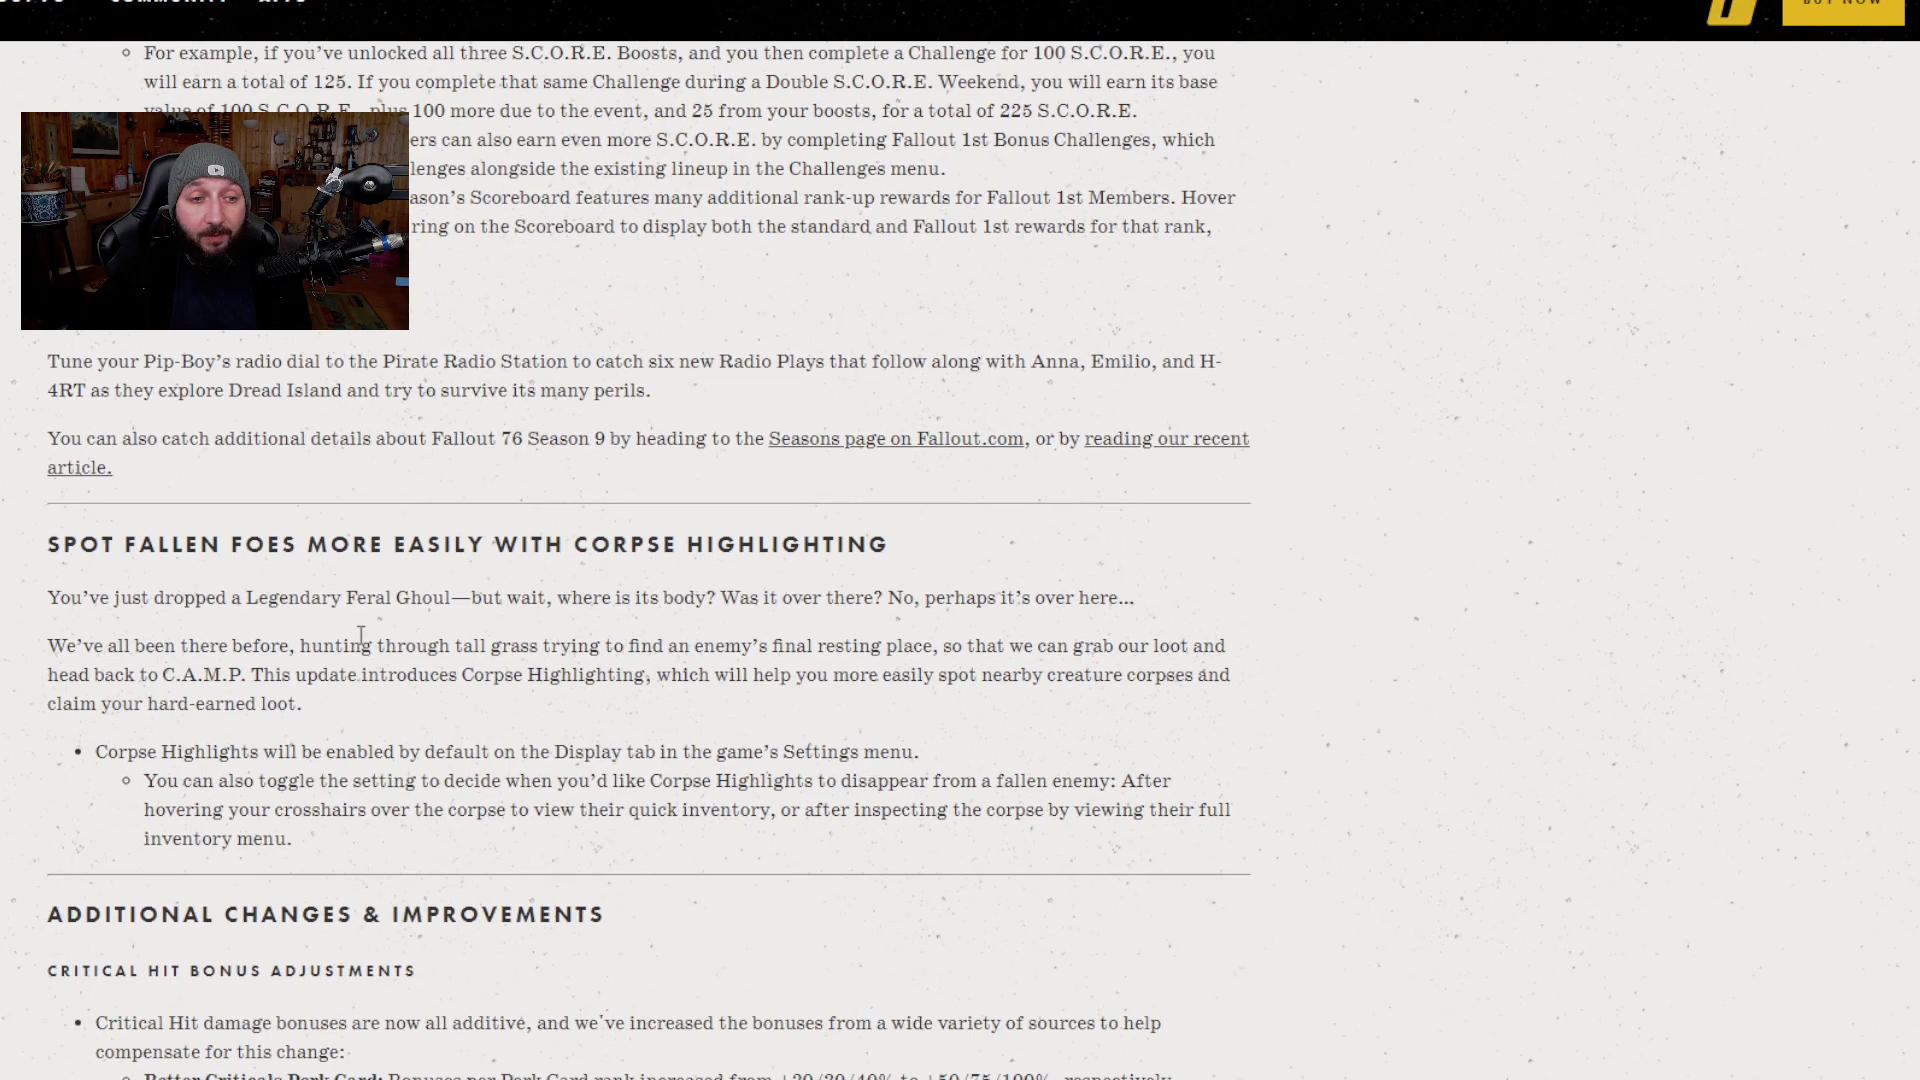 COMMUNITY
BUY NOW
For example, if you've unlocked all three S.C.O.R.E. Boosts, and you then complete a Challenge for 100 S.C.O.R.E., you
will earn a total of 125. If you complete that same Challenge during a Double S.C.O.R.E. Weekend, you will earn its base
value of 100 S.C.O.R.E., plus 100 more due to the event, and 25 from your boosts, for a total of 225 S.C.O.R.E.
ers can also earn even more S.C.O.R.E. by completing Fallout 1st Bonus Challenges, which
lenges alongside the existing lineup in the Challenges menu.
ason's Scoreboard features many additional rank-up rewards for Fallout 1st Members. Hover
ring on the Scoreboard to display both the standard and Fallout 1st rewards for that rank,
Tune your Pip-Boy's radio dial to the Pirate Radio Station to catch six new Radio Plays that follow along with Anna, Emilio, and H-
4RT as they explore Dread Island and try to survive its many perils.
You can also catch additional details about Fallout 76 Season 9 by heading to the Seasons page on Fallout.com, or by reading our recent
article.
SPOT FALLEN FOES MORE EASILY WITH CORPSE HIGHLIGHTING
You've just dropped a Legendary Feral Ghoul—but wait, where is its body? Was it over there? No, perhaps it's over here...
We've all been there before, hunting through tall grass trying to find an enemy's final resting place, so that we can grab our loot and
head back to C.A.M.P. This update introduces Corpse Highlighting, which will help you more easily spot nearby creature corpses and
claim your hard-earned loot.
Corpse Highlights will be enabled by default on the Display tab in the game's Settings menu.
You can also toggle the setting to decide when you'd like Corpse Highlights to disappear from a fallen enemy: After
hovering your crosshairs over the corpse to view their quick inventory, or after inspecting the corpse by viewing their full
inventory menu.
ADDITIONAL CHANGES & IMPROVEMENTS
CRITICAL HIT BONUS ADJUSTMENTS
Critical Hit damage bonuses are now all additive, and we've increased the bonuses from a wide variety of sources to help
compensate for this change:
Better Criticals Perk Card: Bonuses per Perk Card rank increased from +20/30/40% to +50/75/100%, respectively.